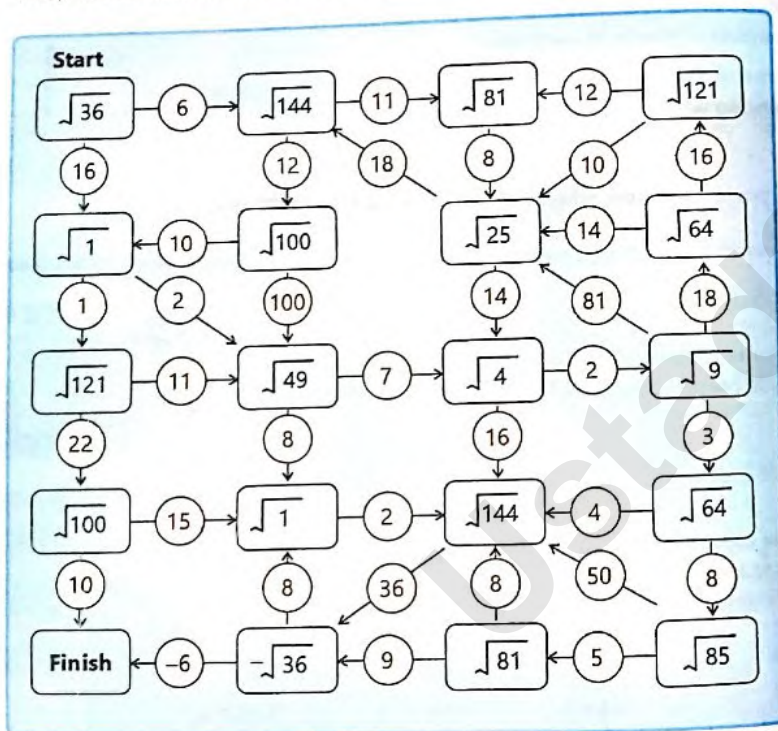 Start
√36 6 √144 11 √81 12 √121
16 12 18 8 10 16
√1 10 √100 √25 14 √64
1 2 100 14 81 18
√121 11 √49 7 √4 2 √9
22 8 16 3
√100 15 √1 2 √144 4 √64
10 8 36 8 50 8
Finish −6 −√36 9 √81 5 √85
Ustad